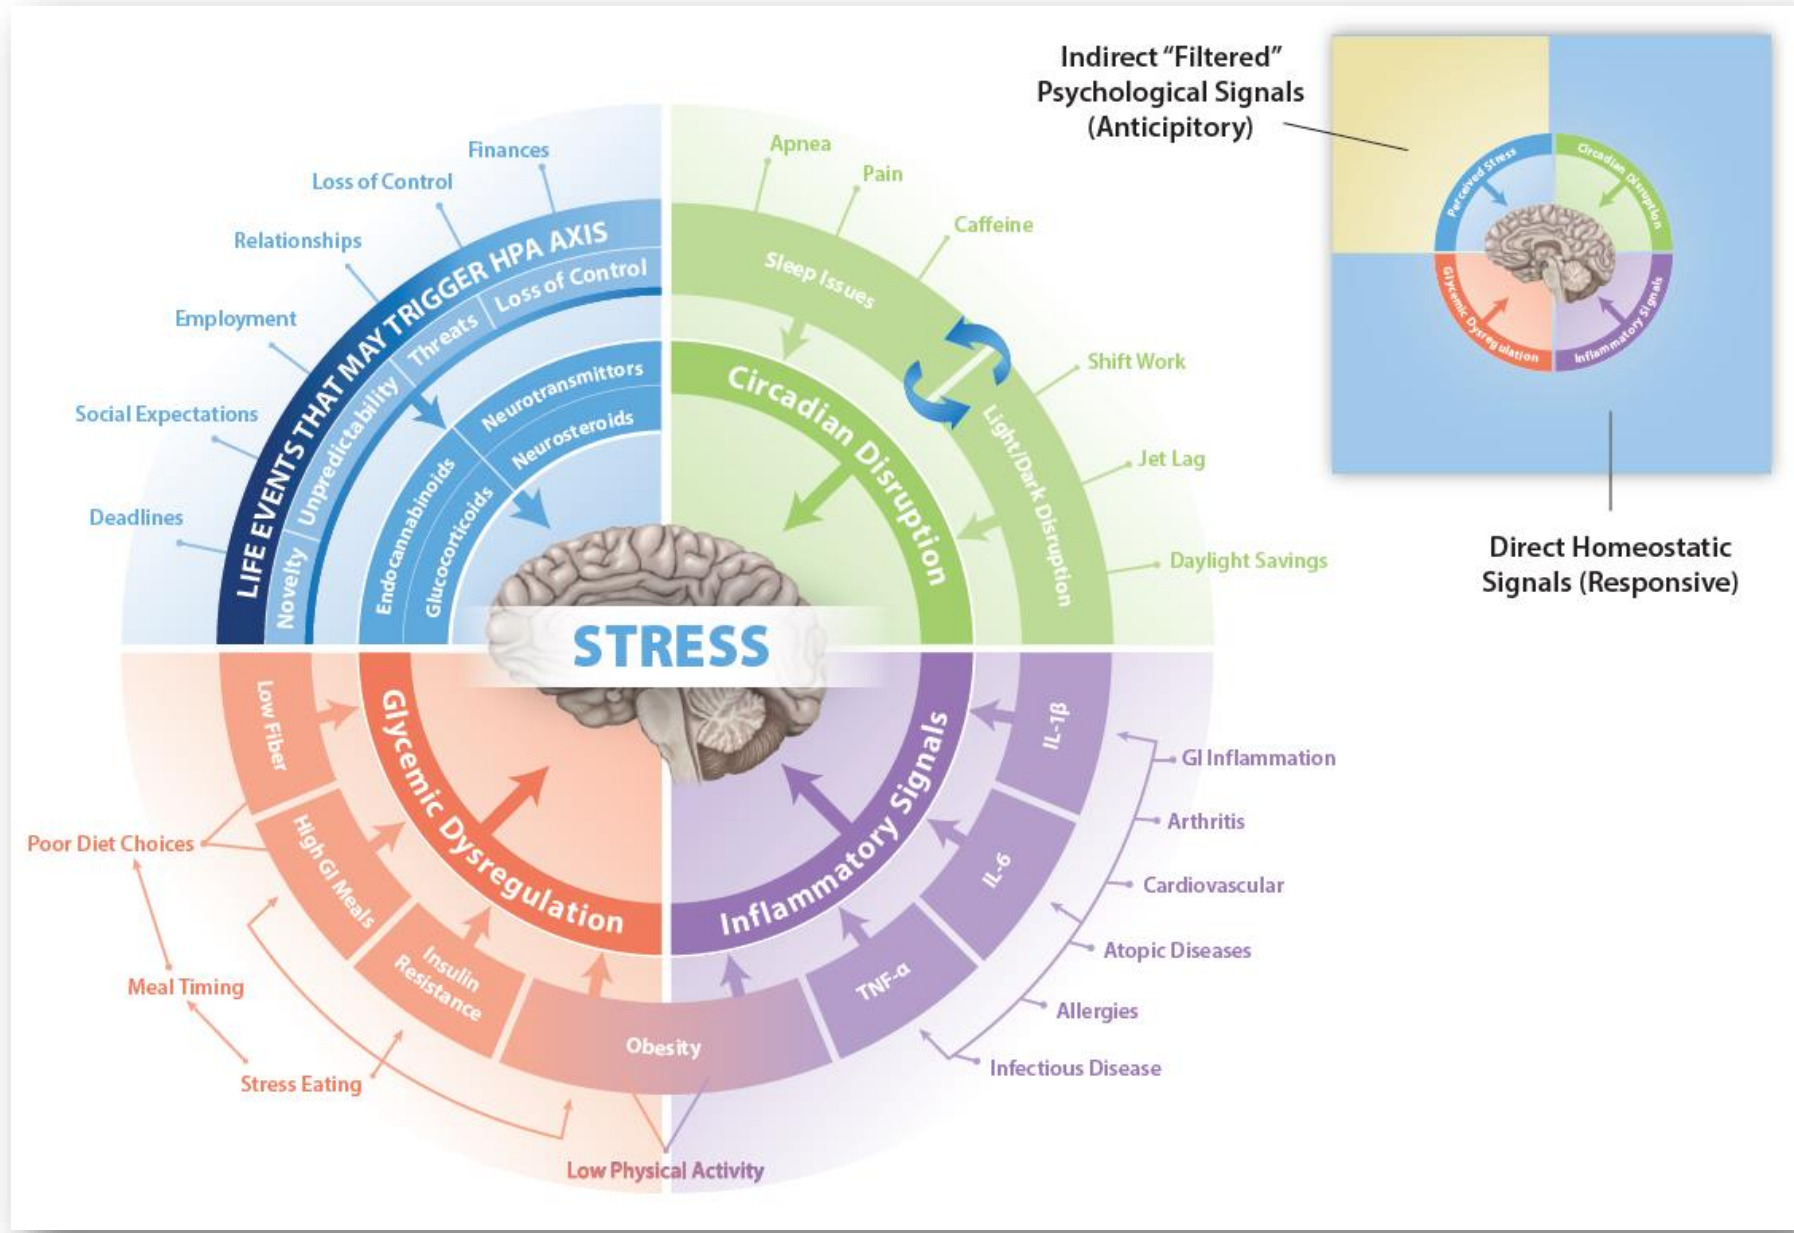 Indirect “Filtered”
Psychological Signals
(Anticipitory)
Perceived Stress
Circadian Disruption
Glycemic Dysregulation
Inflammatory Signals
Direct Homeostatic
Signals (Responsive)
Finances
Loss of Control
Relationships
Employment
Social Expectations
Deadlines
LIFE EVENTS THAT MAY TRIGGER HPA AXIS
Novelty
Unpredictability
Threats
Loss of Control
Endocannabinoids
Neurotransmittors
Glucocorticoids
Neurosteroids
Apnea
Pain
Caffeine
Sleep Issues
Shift Work
Jet Lag
Daylight Savings
Light/Dark Disruption
Circadian Disruption
STRESS
Glycemic Dysregulation
Low Fiber
High GI Meals
Insulin
Resistance
Obesity
Poor Diet Choices
Meal Timing
Stress Eating
Low Physical Activity
Inflammatory Signals
IL-1β
IL-6
TNF-α
GI Inflammation
Arthritis
Cardiovascular
Atopic Diseases
Allergies
Infectious Disease